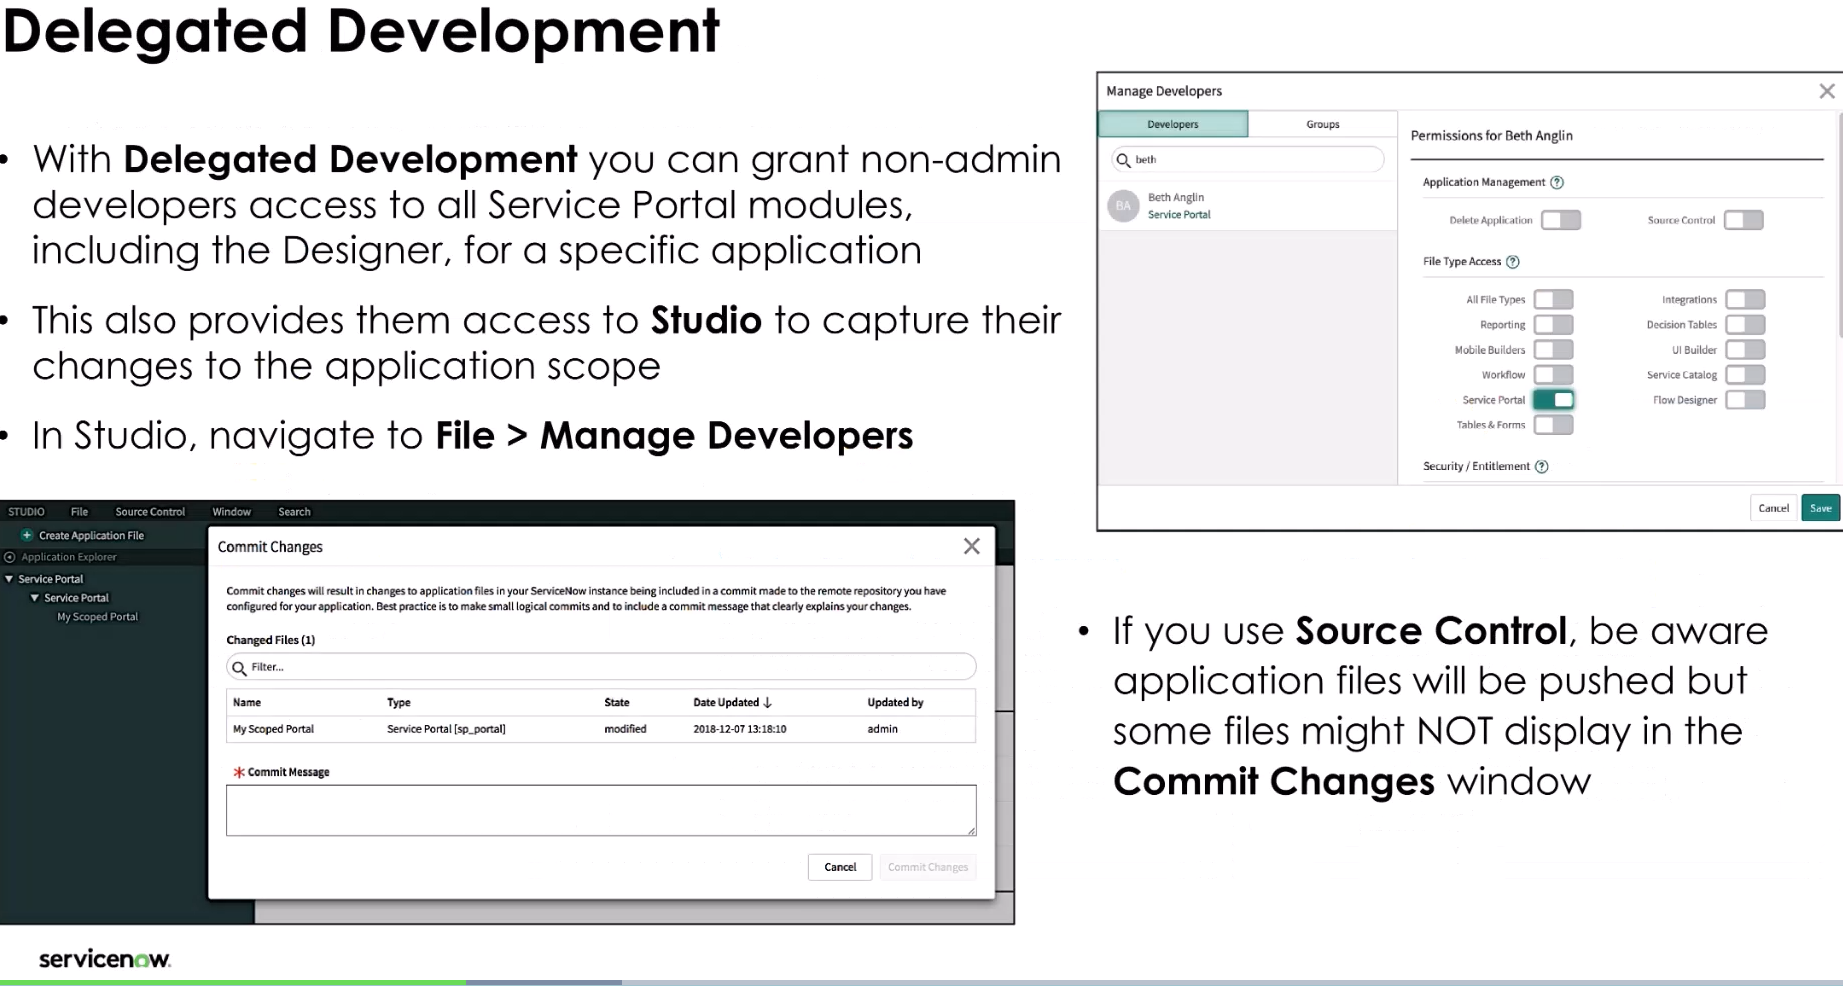 Delegated Development
• With Delegated Development you can grant non-admin
developers access to all Service Portal modules,
including the Designer, for a specific application
• This also provides them access to Studio to capture their
changes to the application scope
• In Studio, navigate to File > Manage Developers
Manage Developers
Developers Groups
beth
BA
Beth Anglin
Service Portal
Permissions for Beth Anglin
Application Management ?
Delete Application Source Control
File Type Access ?
All File Types Integrations
Reporting Decision Tables
Mobile Builders UI Builder
Workflow Service Catalog
Service Portal Flow Designer
Tables & Forms
Security / Entitlement ?
Cancel Save
STUDIO File Source Control Window Search
+ Create Application File
Application Explorer
Service Portal
Service Portal
My Scoped Portal
Commit Changes
Commit changes will result in changes to application files in your ServiceNow instance being included in a commit made to the remote repository you have
configured for your application. Best practice is to make small logical commits and to include a commit message that clearly explains your changes.
Changed Files (1)
Filter...
Name Type State Date Updated ↓ Updated by
My Scoped Portal Service Portal [sp_portal] modified 2018-12-07 13:18:10 admin
* Commit Message
Cancel Commit Changes
• If you use Source Control, be aware
application files will be pushed but
some files might NOT display in the
Commit Changes window
servicenow.